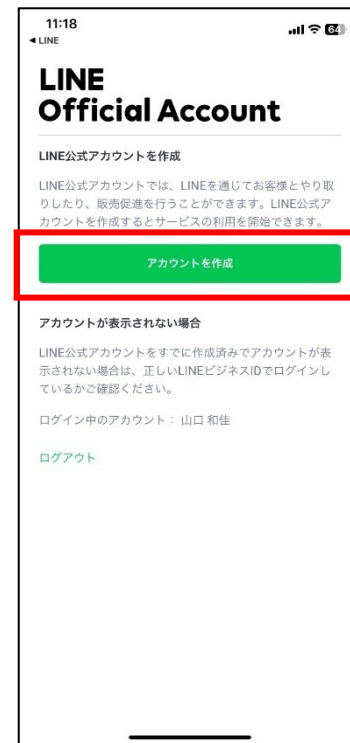 11:18
64
◀ LINE
LINE
Official Account
LINE公式アカウントを作成
LINE公式アカウントでは、LINEを通じてお客様とやり取
りしたり、販売促進を行うことができます。LINE公式ア
カウントを作成するとサービスの利用を開始できます。
アカウントを作成
アカウントが表示されない場合
LINE公式アカウントをすでに作成済みでアカウントが表
示されない場合は、正しいLINEビジネスIDでログインし
ているかご確認ください。
ログイン中のアカウント： 山口 和佳
ログアウト